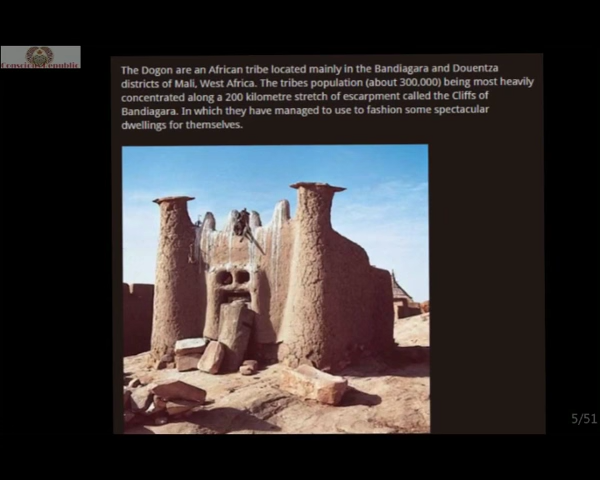 Conscious Republic
The Dogon are an African tribe located mainly in the Bandiagara and Douentza
districts of Mali, West Africa. The tribes population (about 300,000) being most heavily
concentrated along a 200 kilometre stretch of escarpment called the Cliffs of
Bandiagara. In which they have managed to use to fashion some spectacular
dwellings for themselves.
5/51